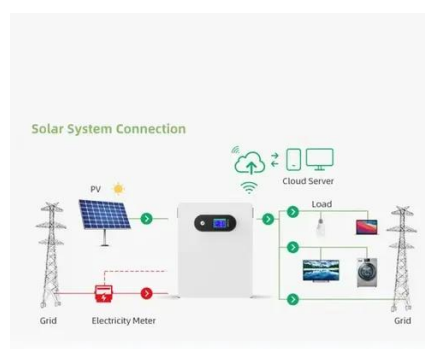 Solar System Connection
Cloud Server
PV
Load
Grid
Electricity Meter
Grid